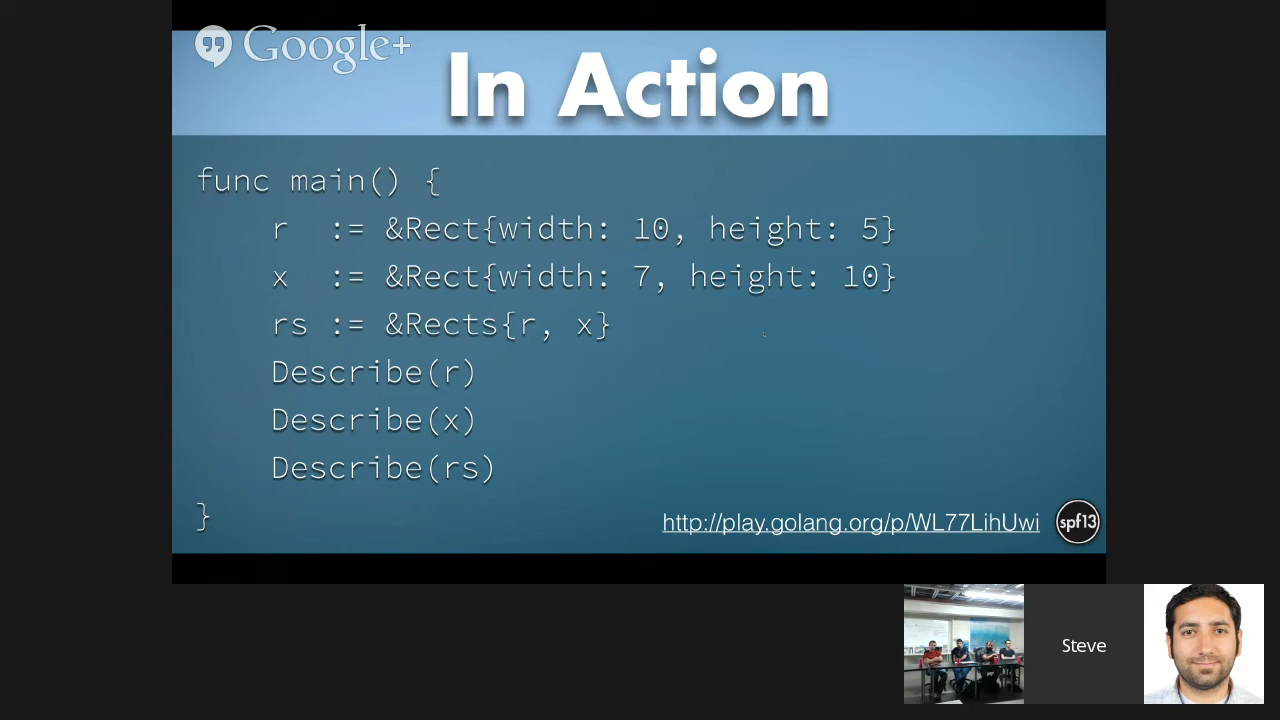 Google+
In Action
func main() {
    r  := &Rect{width: 10, height: 5}
    x  := &Rect{width: 7, height: 10}
    rs := &Rects{r, x}
    Describe(r)
    Describe(x)
    Describe(rs)
}
http://play.golang.org/p/WL77LihUwi
spf13
Steve